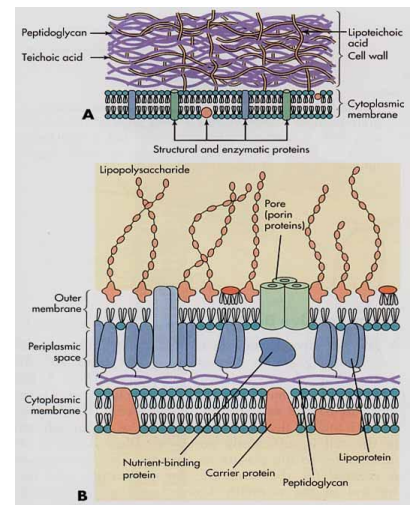 Peptidoglycan
Teichoic acid
Lipoteichoic
acid
Cell wall
Cytoplasmic
membrane
A
Structural and enzymatic proteins
Lipopolysaccharide
Pore
(porin
proteins)
Outer
membrane
Periplasmic
space
Cytoplasmic
membrane
Nutrient-binding
protein
Carrier protein
Peptidoglycan
Lipoprotein
B